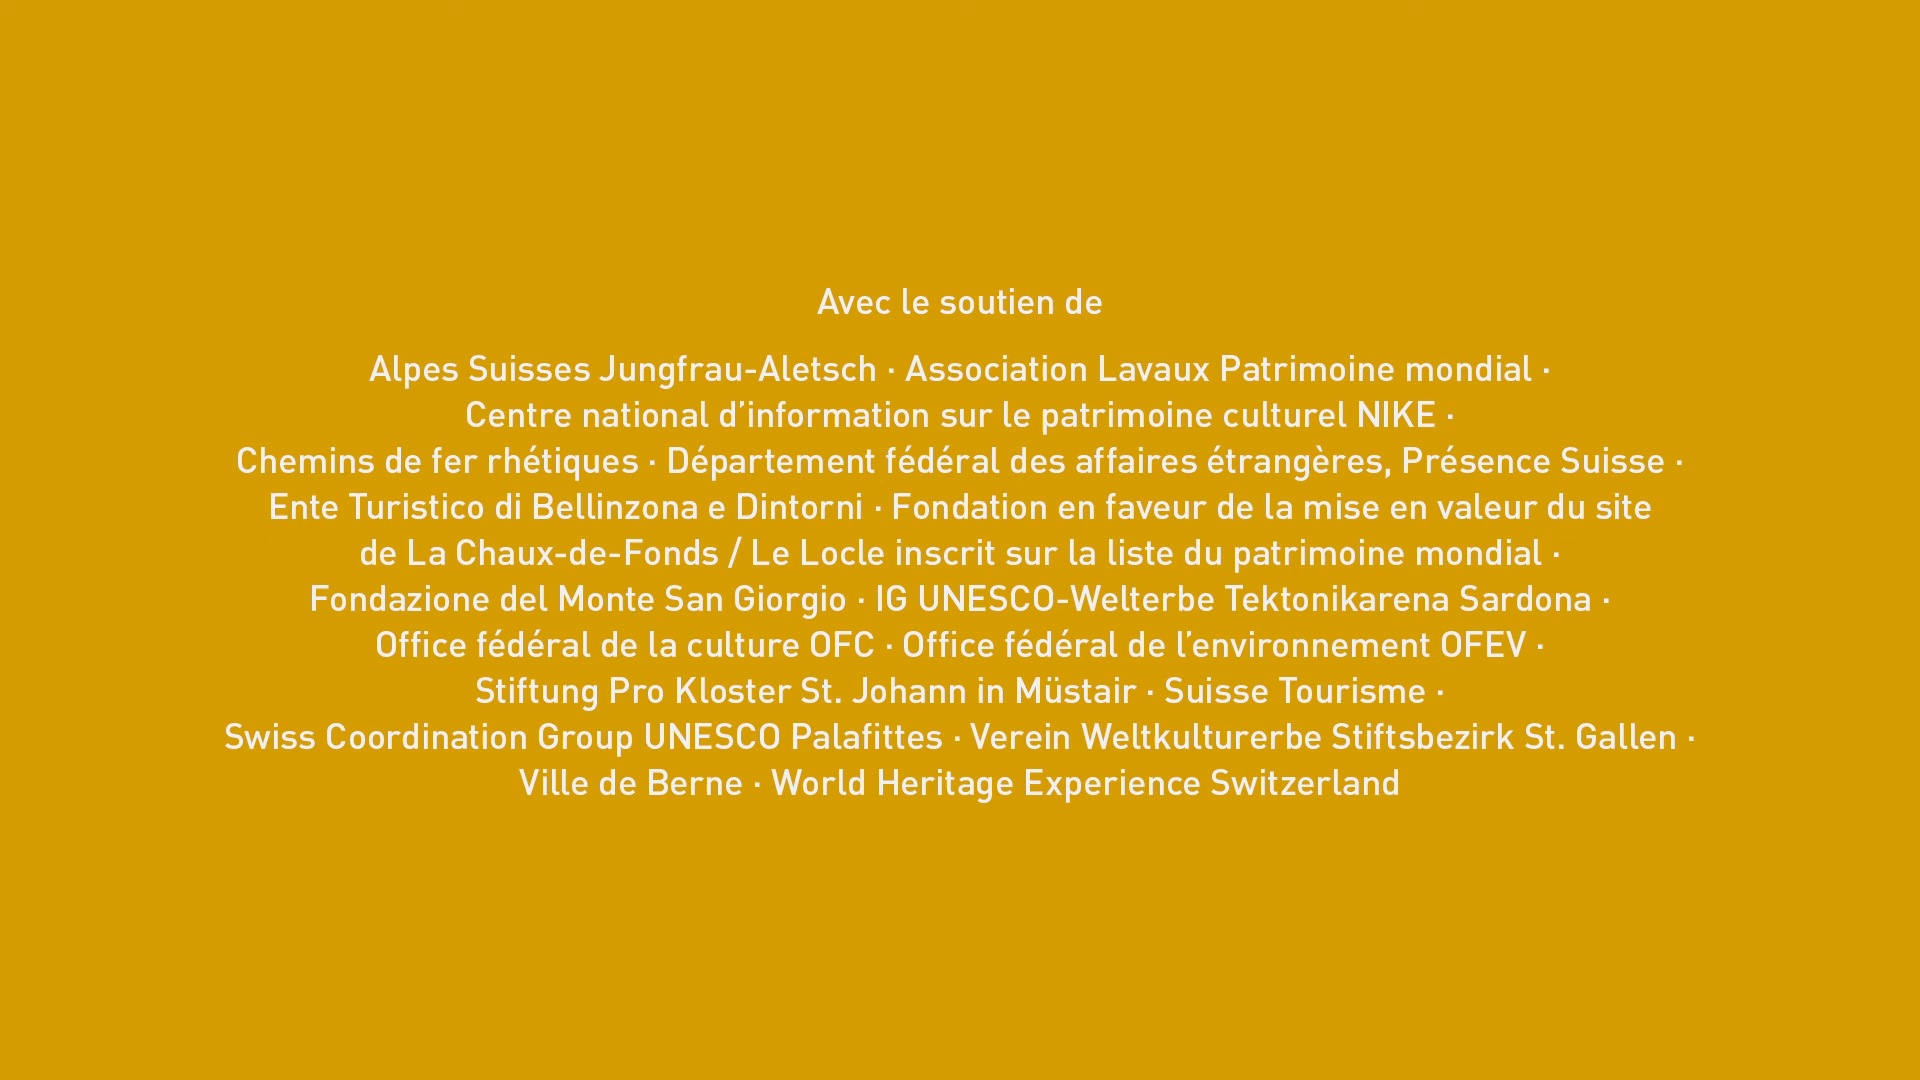 Avec le soutien de
Alpes Suisses Jungfrau-Aletsch · Association Lavaux Patrimoine mondial ·
Centre national d’information sur le patrimoine culturel NIKE ·
Chemins de fer rhétiques · Département fédéral des affaires étrangères, Présence Suisse ·
Ente Turistico di Bellinzona e Dintorni · Fondation en faveur de la mise en valeur du site
de La Chaux-de-Fonds / Le Locle inscrit sur la liste du patrimoine mondial ·
Fondazione del Monte San Giorgio · IG UNESCO-Welterbe Tektonikarena Sardona ·
Office fédéral de la culture OFC · Office fédéral de l’environnement OFEV ·
Stiftung Pro Kloster St. Johann in Müstair · Suisse Tourisme ·
Swiss Coordination Group UNESCO Palafittes · Verein Weltkulturerbe Stiftsbezirk St. Gallen ·
Ville de Berne · World Heritage Experience Switzerland